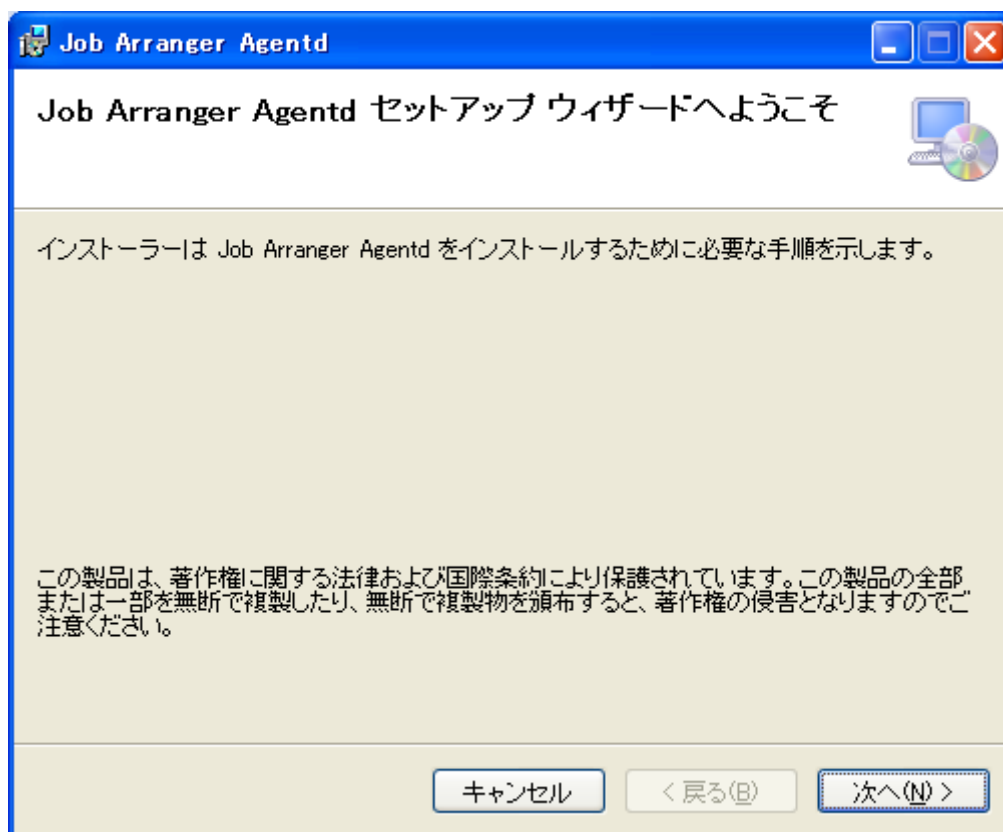 Job Arranger Agentd
Job Arranger Agentd セットアップ ウィザードへようこそ
インストーラーは Job Arranger Agentd をインストールするために必要な手順を示します。
この製品は、著作権に関する法律および国際条約により保護されています。この製品の全部
または一部を無断で複製したり、無断で複製物を頒布すると、著作権の侵害となりますのでご
注意ください。
キャンセル
< 戻る(B)
次へ(N) >